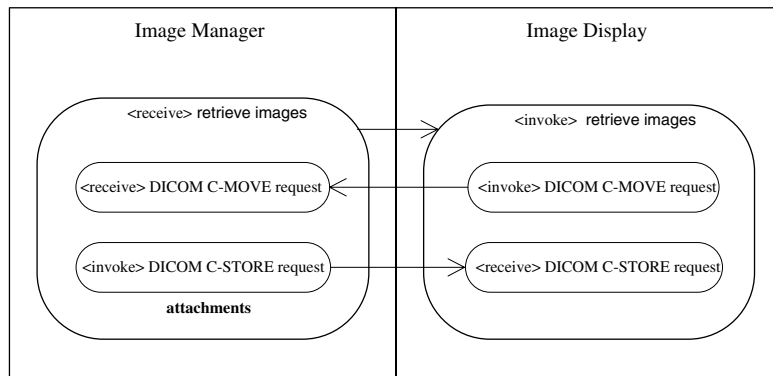 Image Manager
Image Display
<receive> retrieve images
<invoke> retrieve images
<receive> DICOM C-MOVE request
<invoke> DICOM C-MOVE request
<invoke> DICOM C-STORE request
<receive> DICOM C-STORE request
attachments